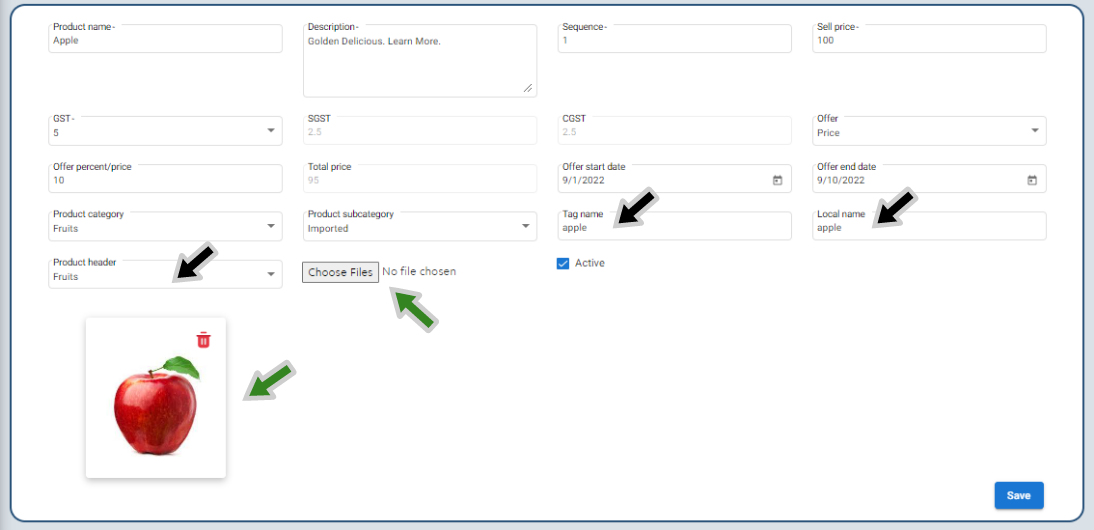 Product name-
Apple
Description-
Golden Delicious. Learn More.
Sequence-
1
Sell price-
100
GST-
5
SGST
2.5
CGST
2.5
Offer
Price
Offer percent/price
10
Total price
95
Offer start date
9/1/2022
Offer end date
9/10/2022
Product category
Fruits
Product subcategory
Imported
Tag name
apple
Local name
apple
Product header
Fruits
Choose Files No file chosen
Active
Save